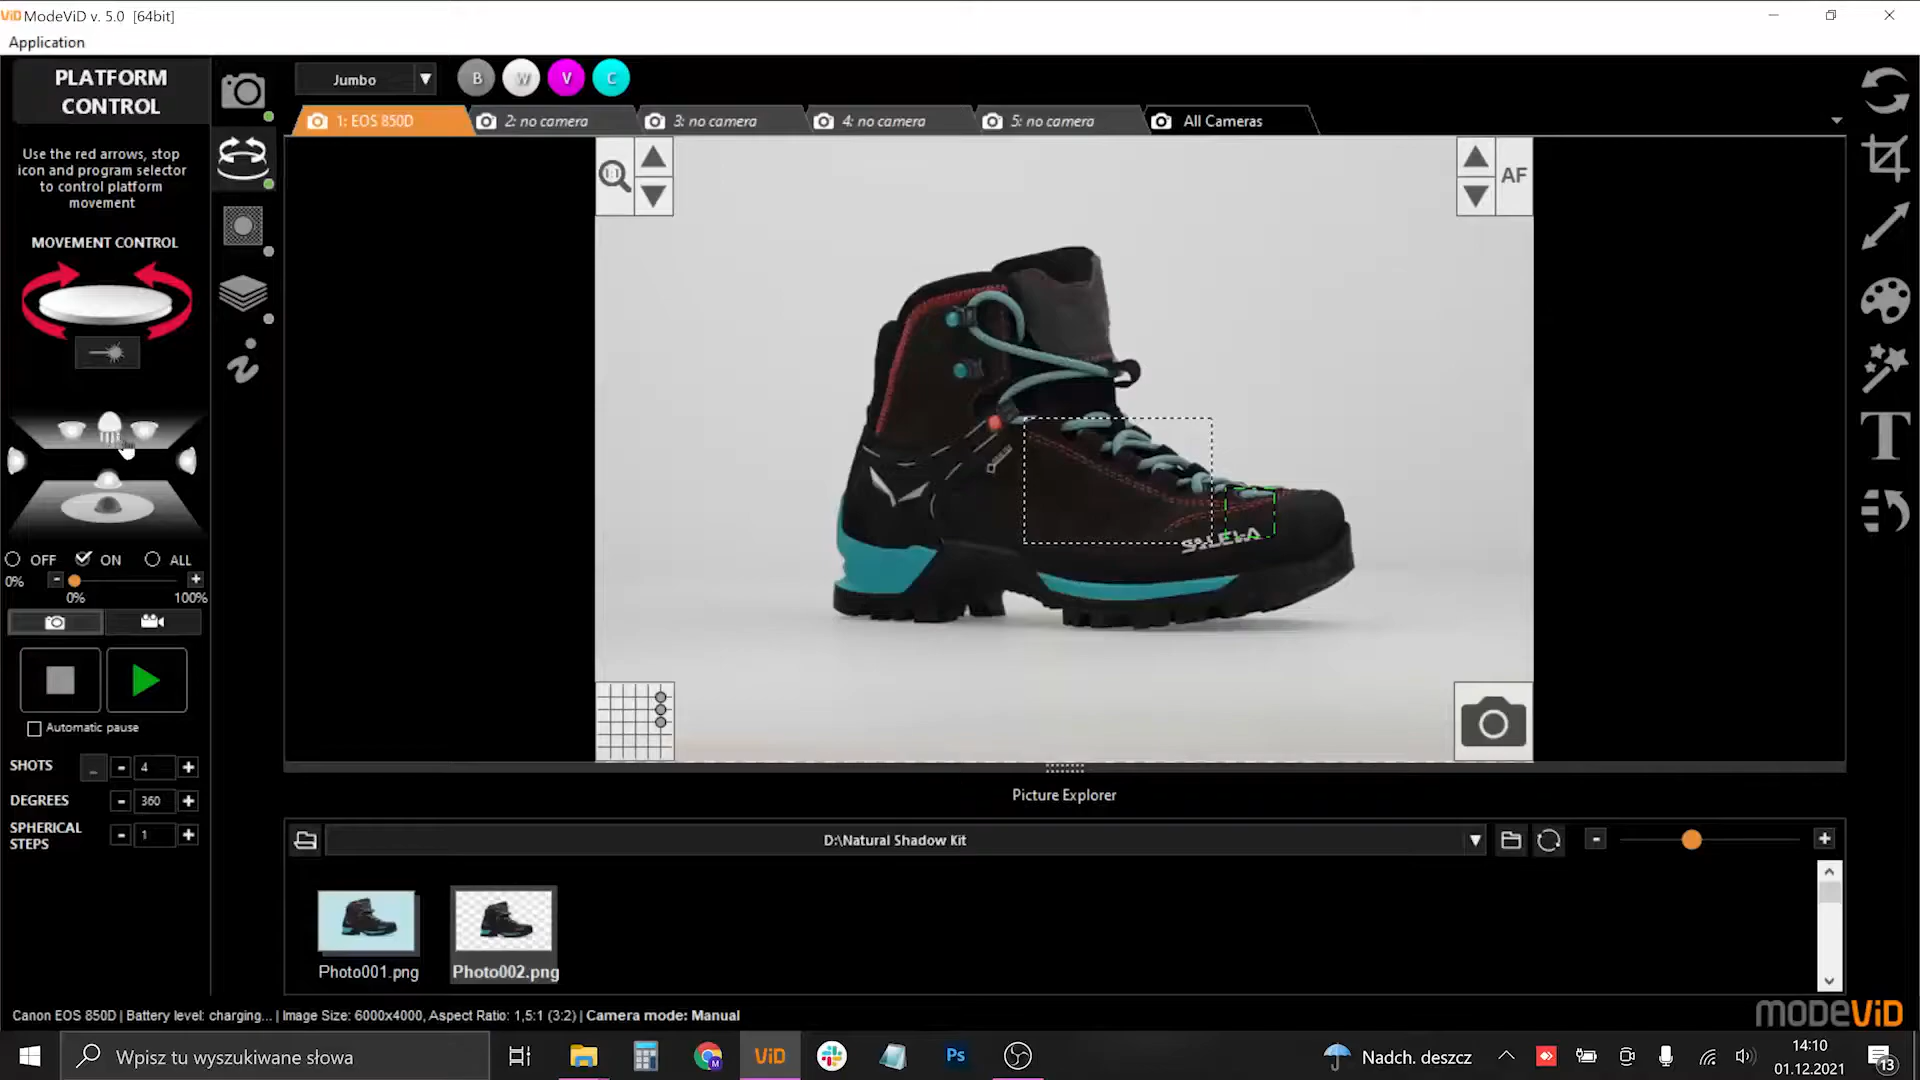 ViD ModeViD v. 5.0 [64bit]
Application
PLATFORM
CONTROL
Use the red arrows, stop
icon and program selector
to control platform
movement
MOVEMENT CONTROL
OFF
ON
ALL
0%
-
+
0%
100%
Automatic pause
SHOTS
_
-
4
+
DEGREES
-
360
+
SPHERICAL
STEPS
-
1
+
Jumbo
B
W
V
C
1: EOS 850D
2: no camera
3: no camera
4: no camera
5: no camera
All Cameras
1:1
AF
SALEWA
Picture Explorer
D:\Natural Shadow Kit
-
+
Photo001.png
Photo002.png
T
MODEViD
Canon EOS 850D | Battery level: charging... | Image Size: 6000x4000, Aspect Ratio: 1,5:1 (3:2) | Camera mode: Manual
Wpisz tu wyszukiwane słowa
ViD
Ps
Nadch. deszcz
14:10
01.12.2021
13